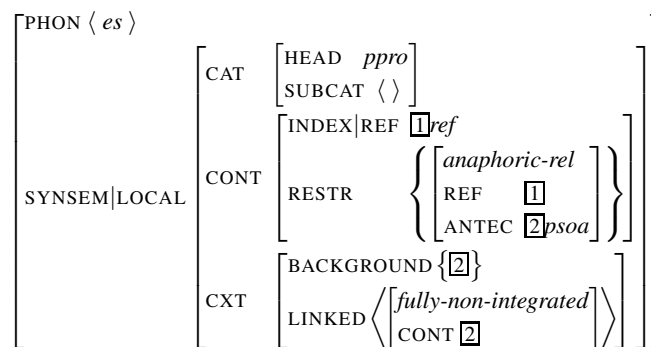 PHON ⟨ es ⟩
CAT [HEAD ppro
SUBCAT ⟨ ⟩]
SYNSEM|LOCAL
CONT
INDEX|REF [1]ref
RESTR
anaphoric-rel
REF [1]
ANTEC [2]psoa
CXT
BACKGROUND {[2]}
LINKED
fully-non-integrated
CONT [2]